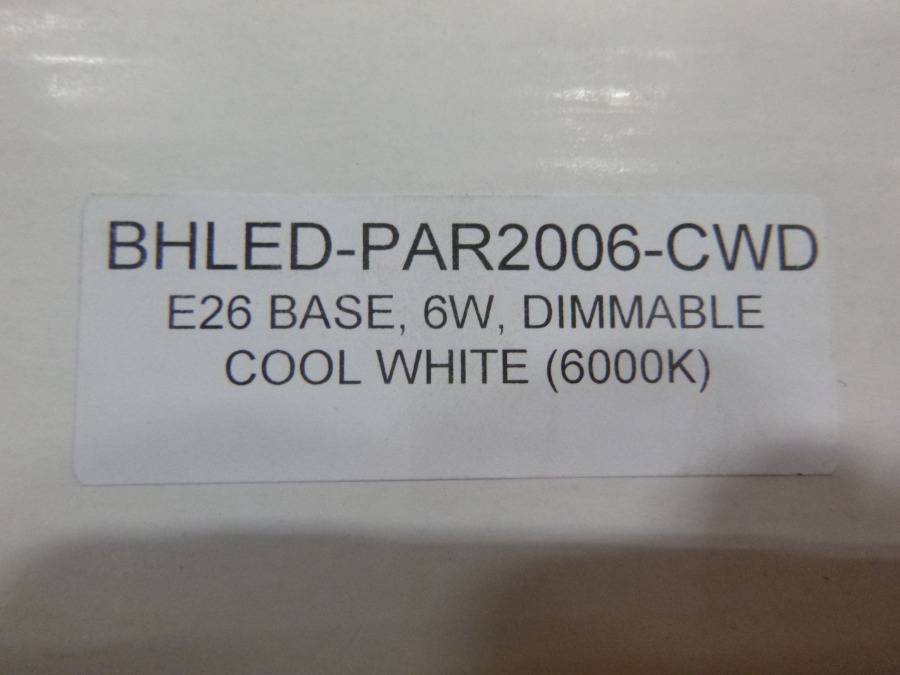 BHLED-PAR2006-CWD
E26 BASE, 6W, DIMMABLE
COOL WHITE (6000K)